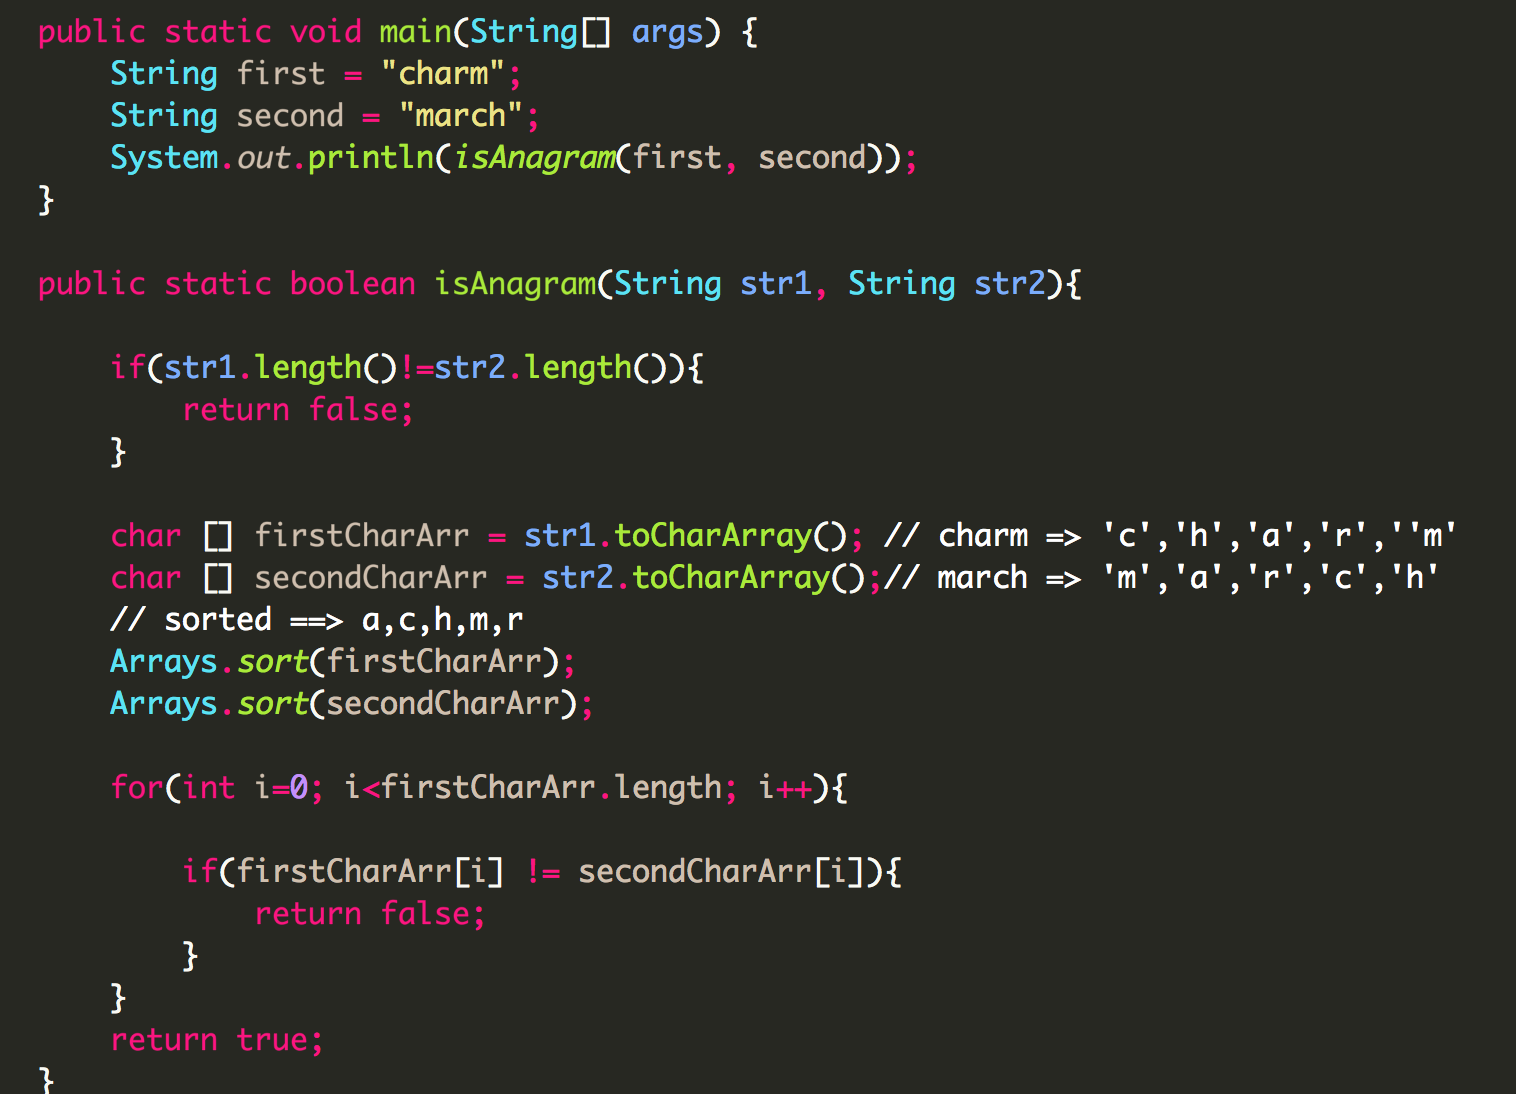 public static void main(String[] args) {
    String first = "charm";
    String second = "march";
    System.out.println(isAnagram(first, second));
}
public static boolean isAnagram(String str1, String str2){
    if(str1.length()!=str2.length()){
        return false;
    }
    char [] firstCharArr = str1.toCharArray(); // charm => 'c','h','a','r',''m'
    char [] secondCharArr = str2.toCharArray();// march => 'm','a','r','c','h'
    // sorted ==> a,c,h,m,r
    Arrays.sort(firstCharArr);
    Arrays.sort(secondCharArr);
    for(int i=0; i<firstCharArr.length; i++){
        if(firstCharArr[i] != secondCharArr[i]){
            return false;
        }
    }
    return true;
}